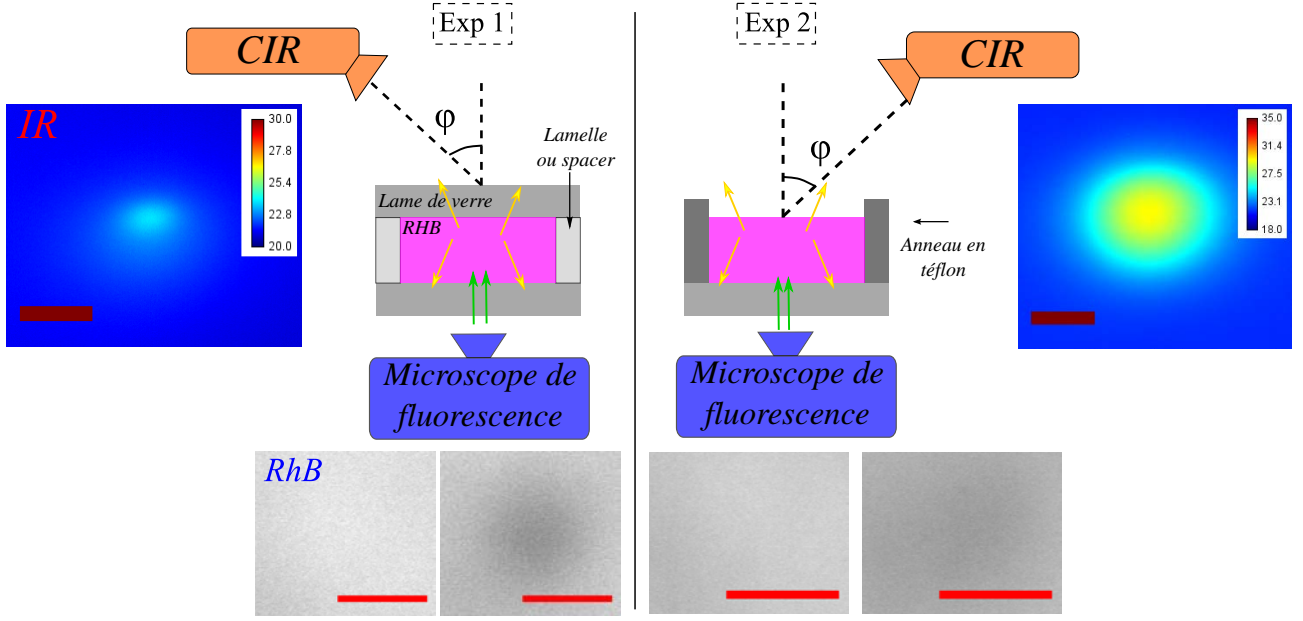 Exp 1
Exp 2
CIR
CIR
IR
30.0
27.8
25.4
22.8
20.0
φ
Lamelle
ou spacer
Lame de verre
RHB
φ
Anneau en
téflon
35.0
31.4
27.5
23.1
18.0
Microscope de
fluorescence
Microscope de
fluorescence
RhB